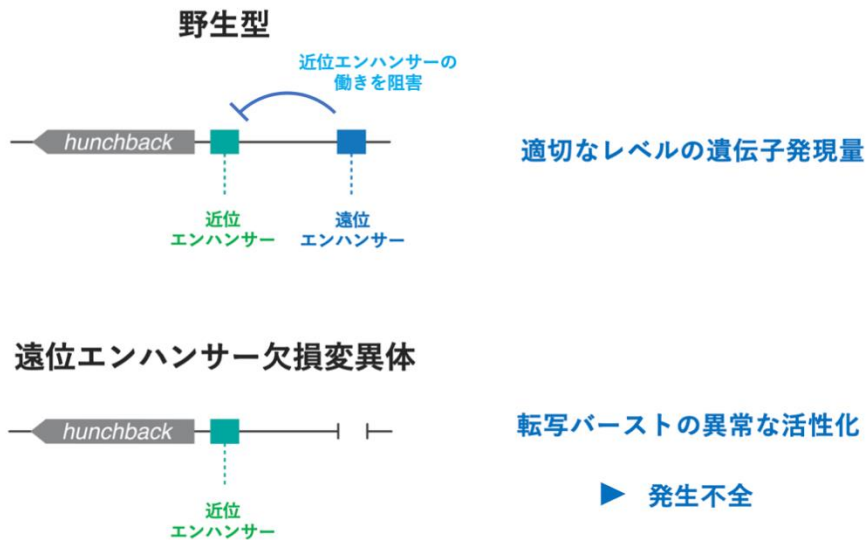 野生型
近位エンハンサーの
働きを阻害
hunchback
適切なレベルの遺伝子発現量
近位
エンハンサー
遠位
エンハンサー
遠位エンハンサー欠損変異体
hunchback
転写バーストの異常な活性化
▶ 発生不全
近位
エンハンサー